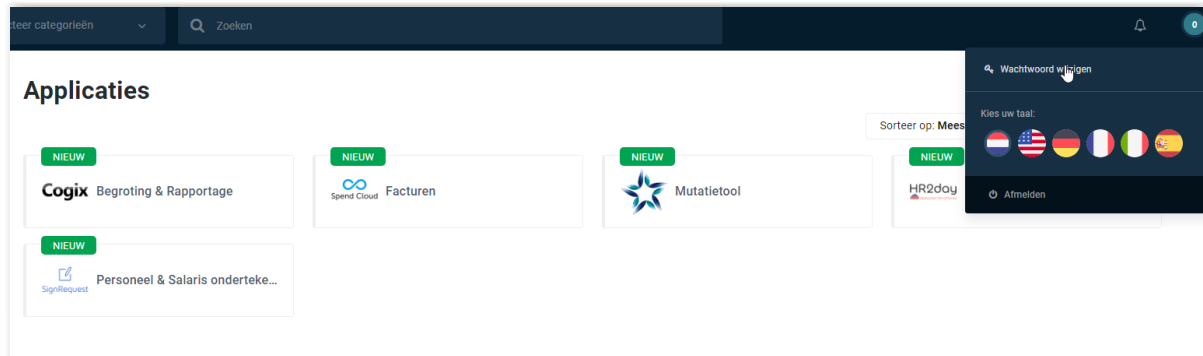 teer categorieën
Zoeken
0
Wachtwoord wijzigen
Applicaties
Kies uw taal:
Sorteer op: Mees
NIEUW
NIEUW
NIEUW
NIEUW
Cogix Begroting & Rapportage
Spend Cloud Facturen
Mutatietool
HR2day
Afmelden
NIEUW
SignRequest Personeel & Salaris onderteke...